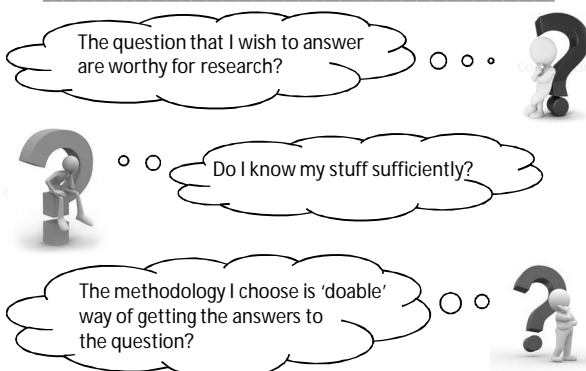 The question that I wish to answer
are worthy for research?
Do I know my stuff sufficiently?
The methodology I choose is 'doable'
way of getting the answers to
the question?